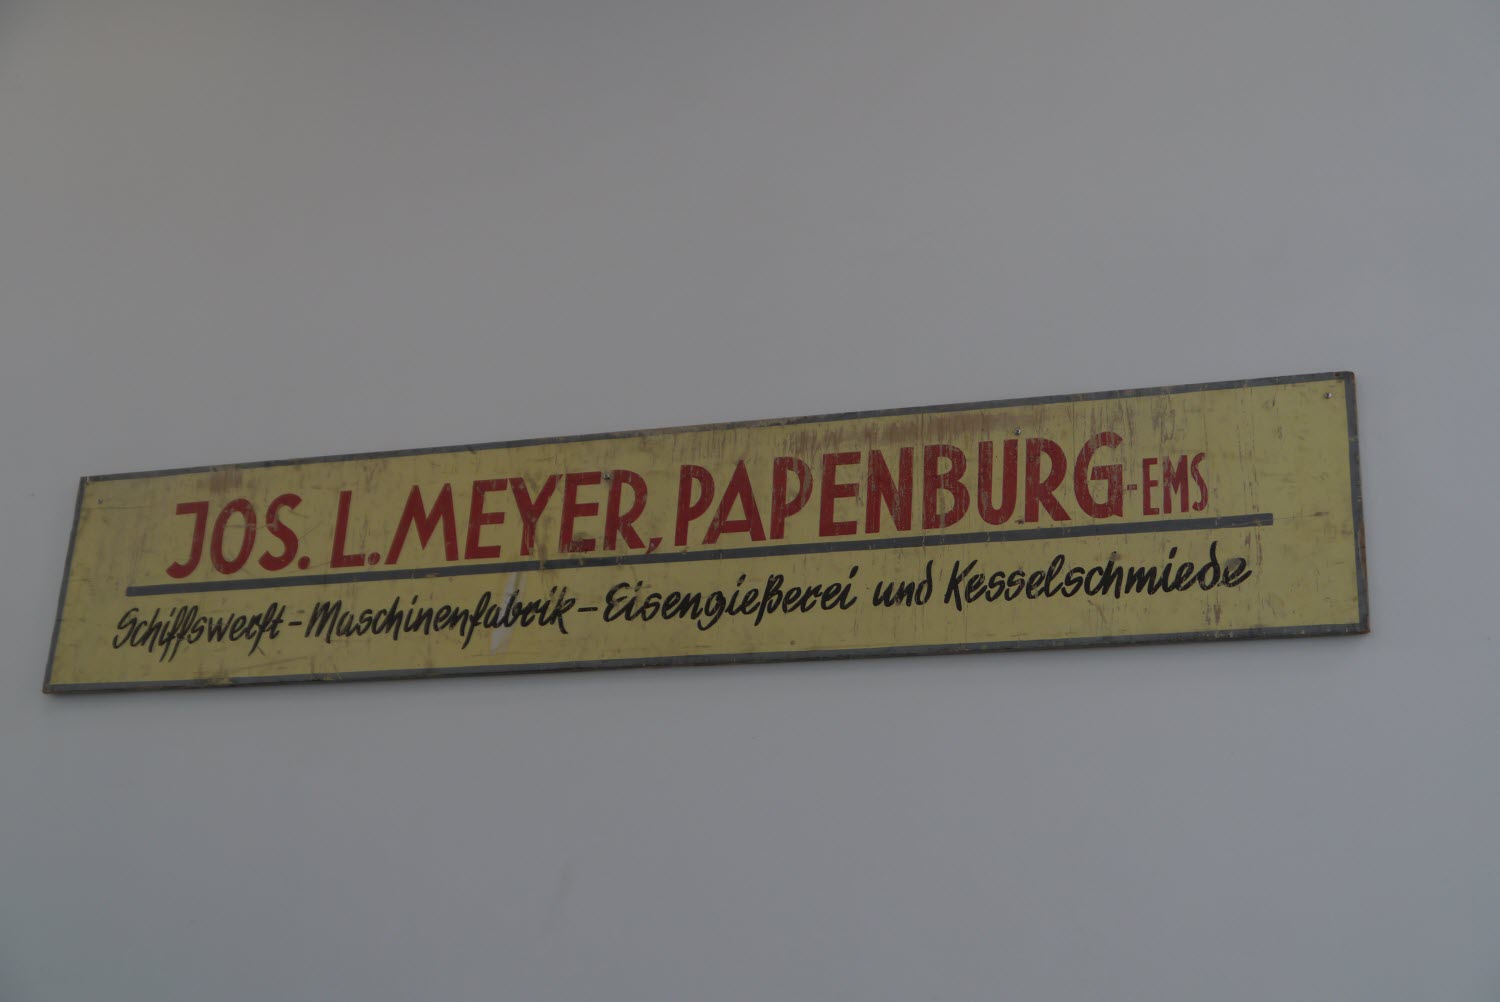 JOS. L. MEYER, PAPENBURG-EMS
Schiffswerft - Maschinenfabrik - Eisengießerei und Kesselschmiede